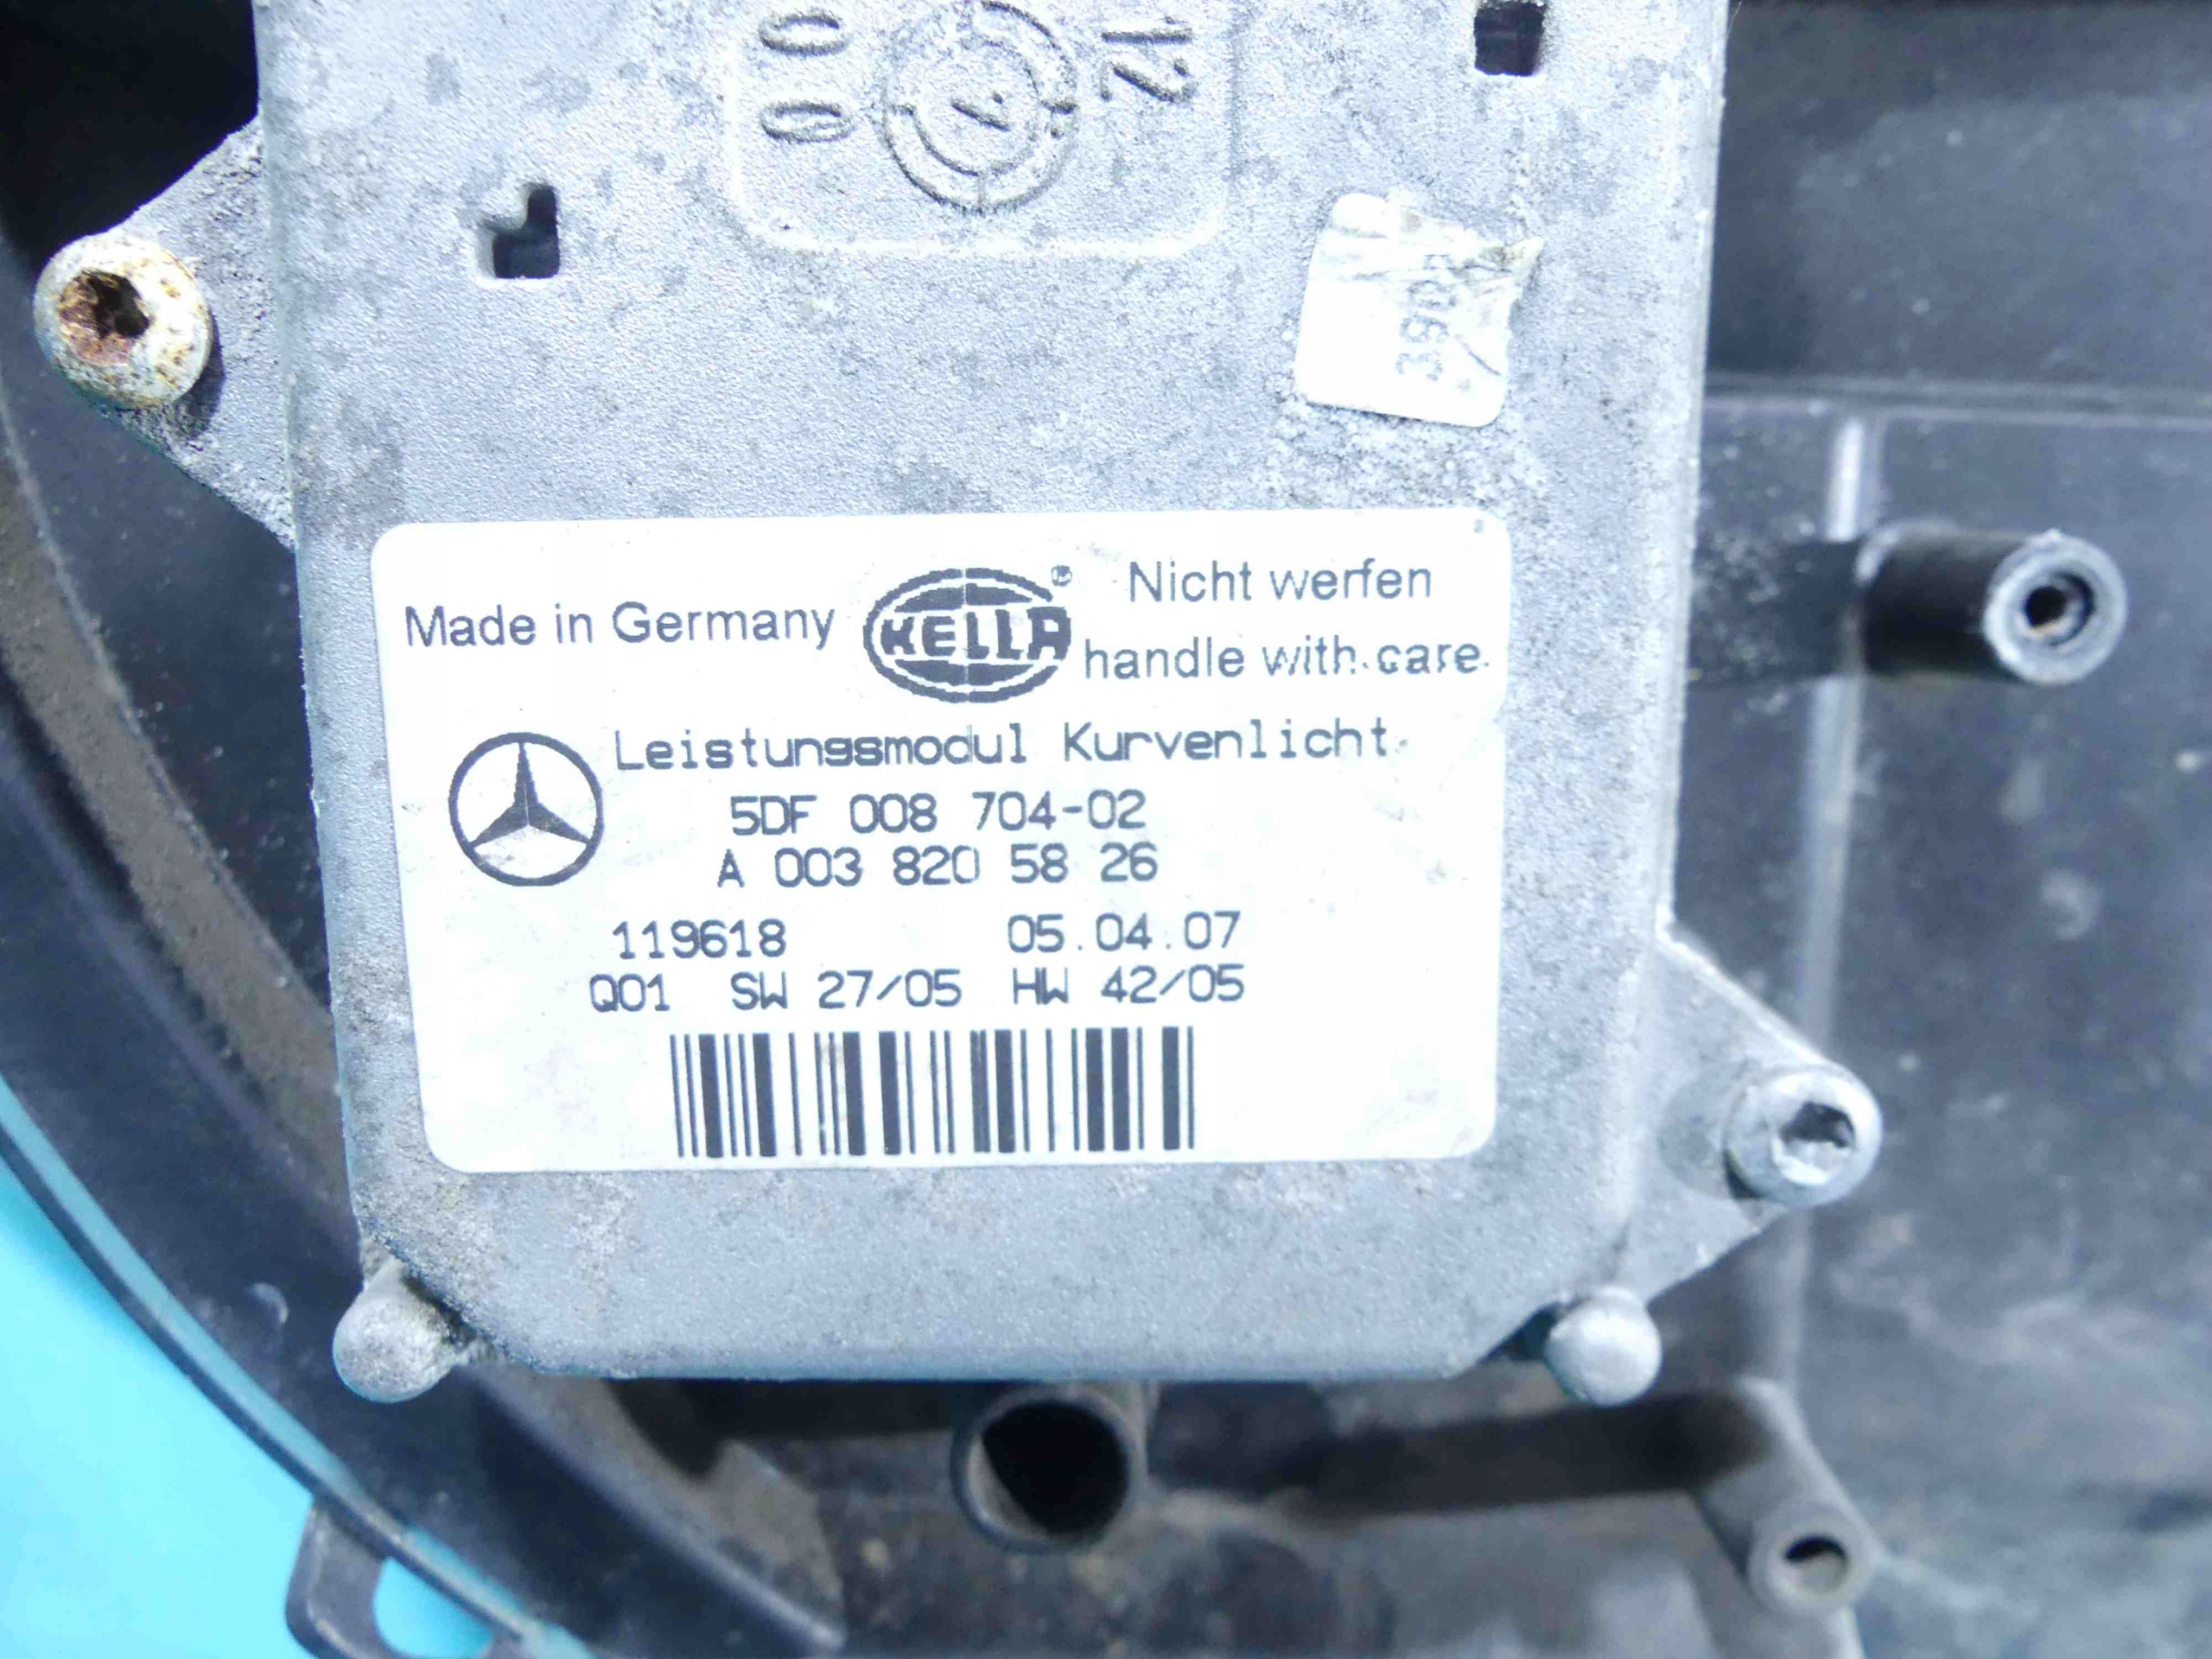 00
12
Made in Germany
HELLA
Nicht werfen
handle with care
Leistungsmodul Kurvenlicht
5DF 008 704-02
A 003 820 58 26
119618 05.04.07
Q01 SW 27/05 HW 42/05